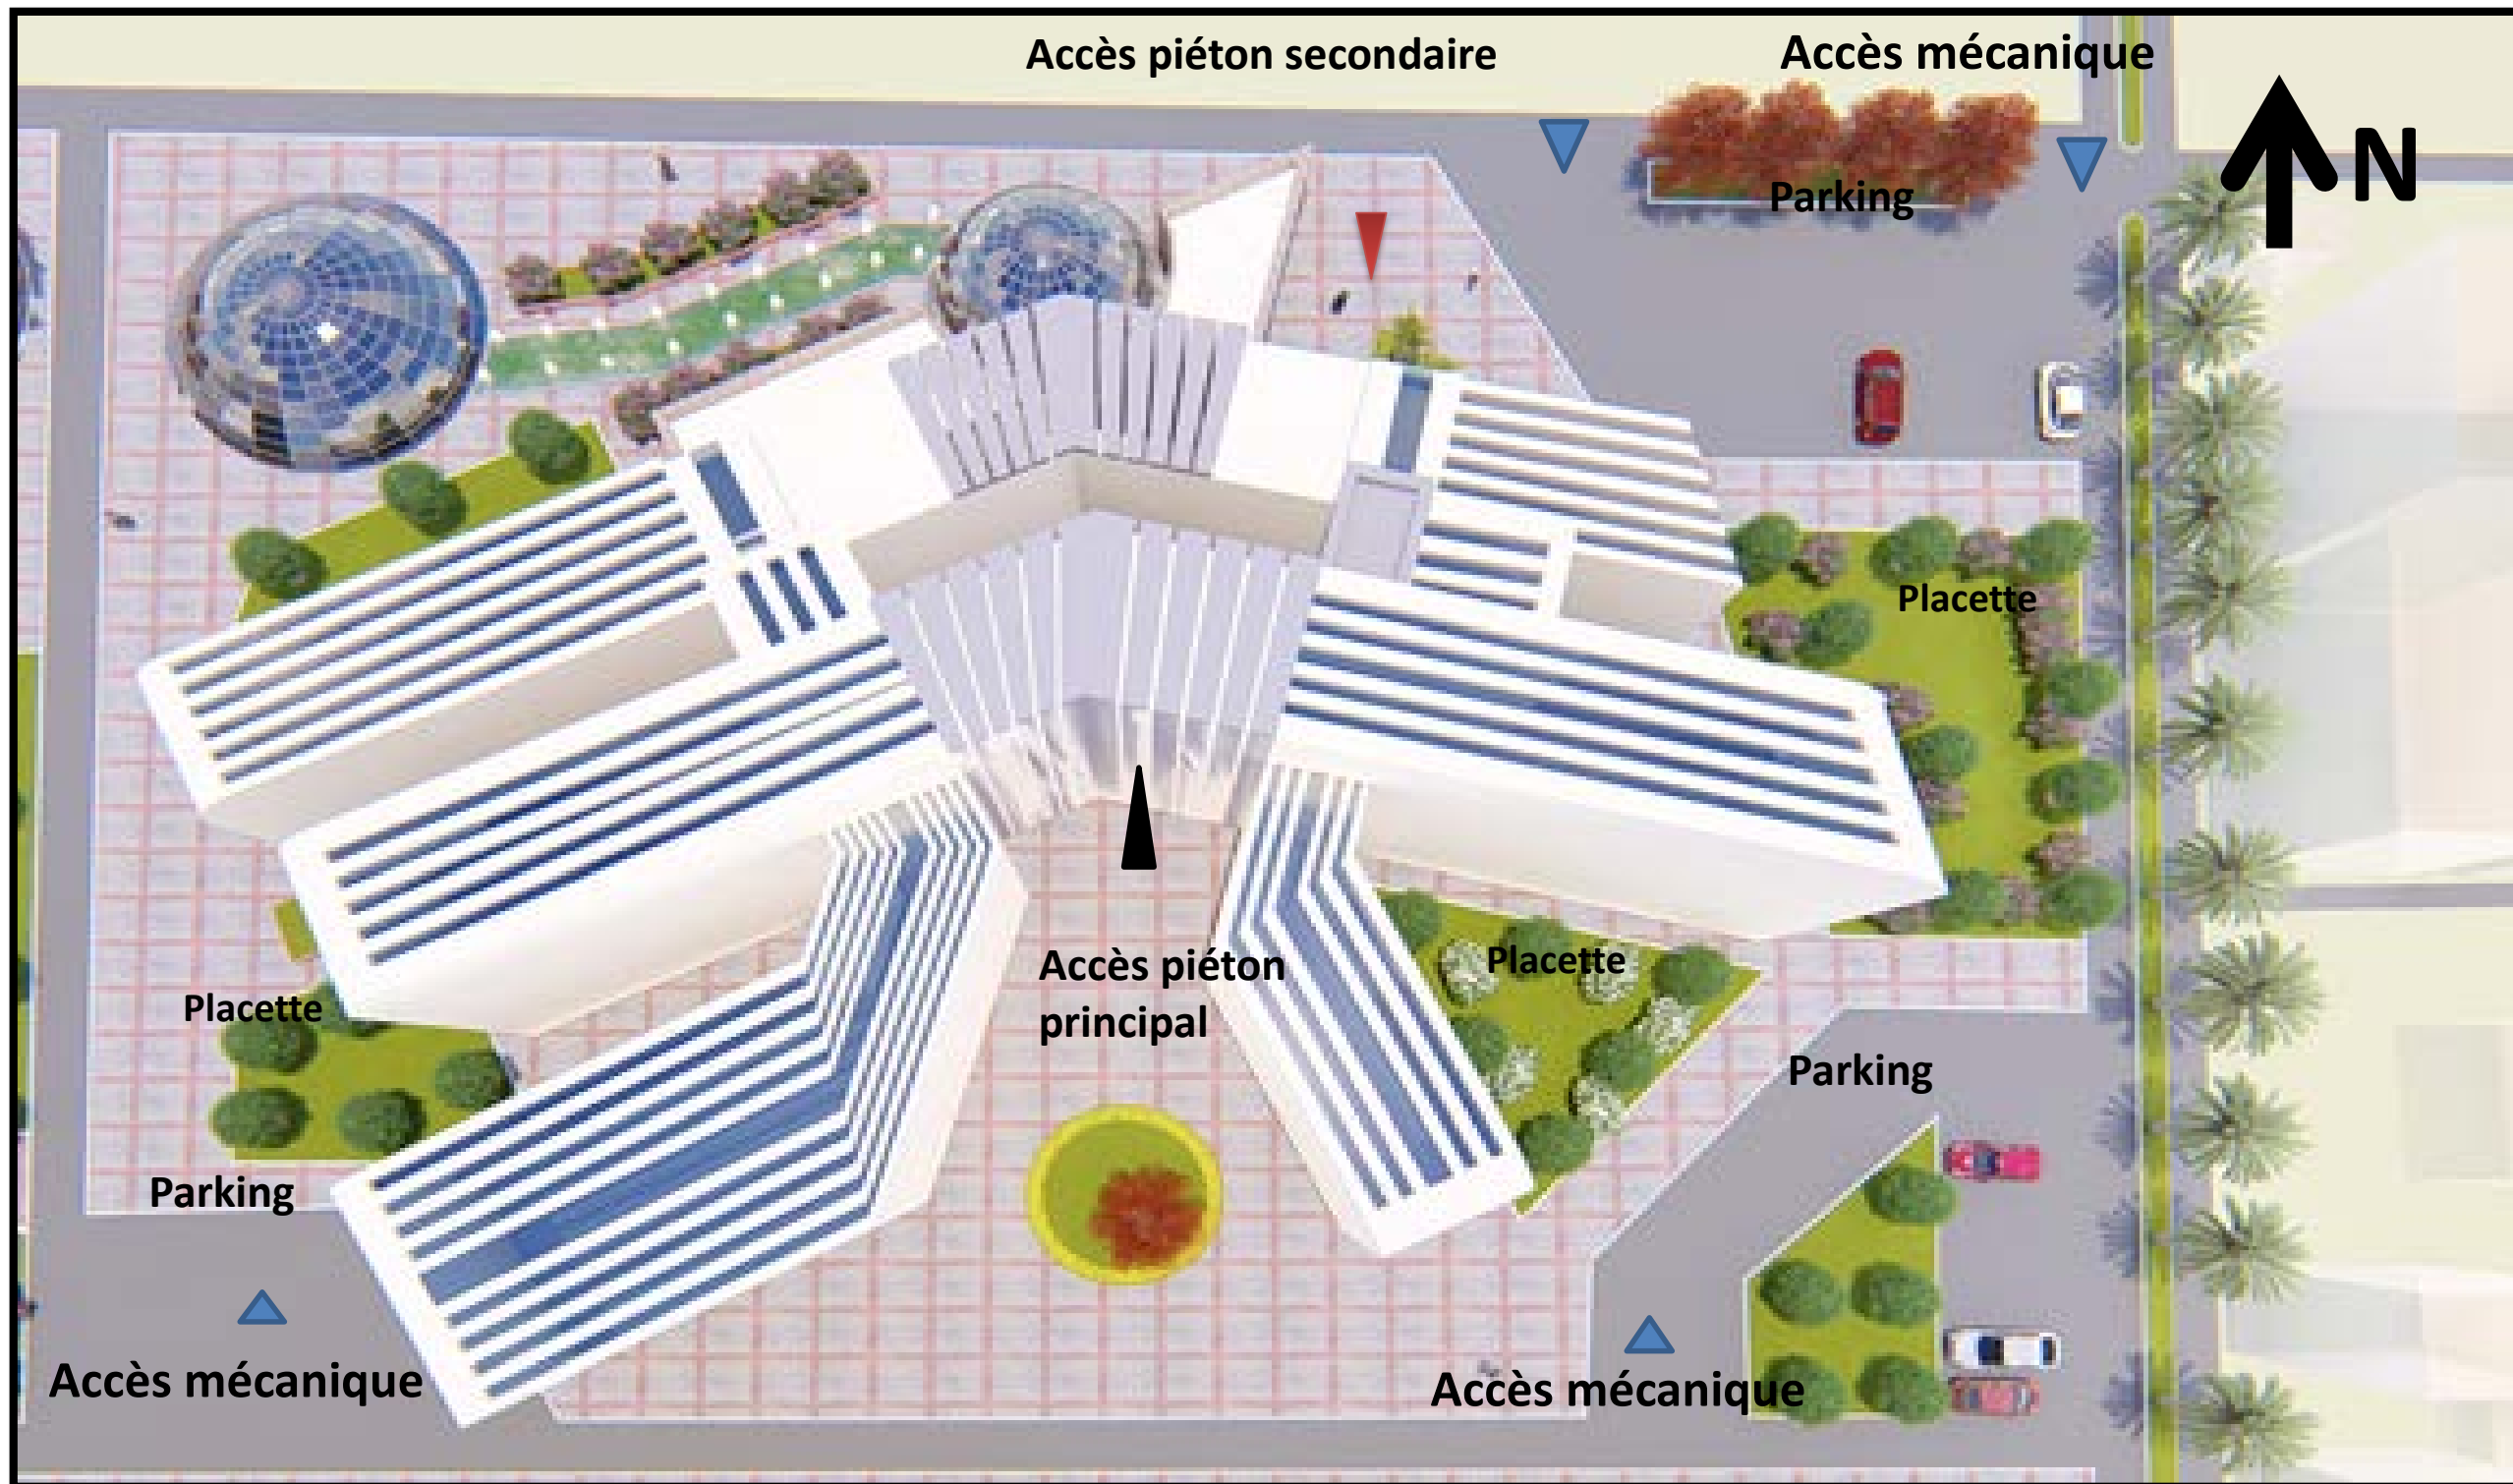 Accès piéton secondaire
Accès mécanique
N
Parking
Placette
Placette
Accès piéton
principal
Placette
Parking
Parking
Accès mécanique
Accès mécanique